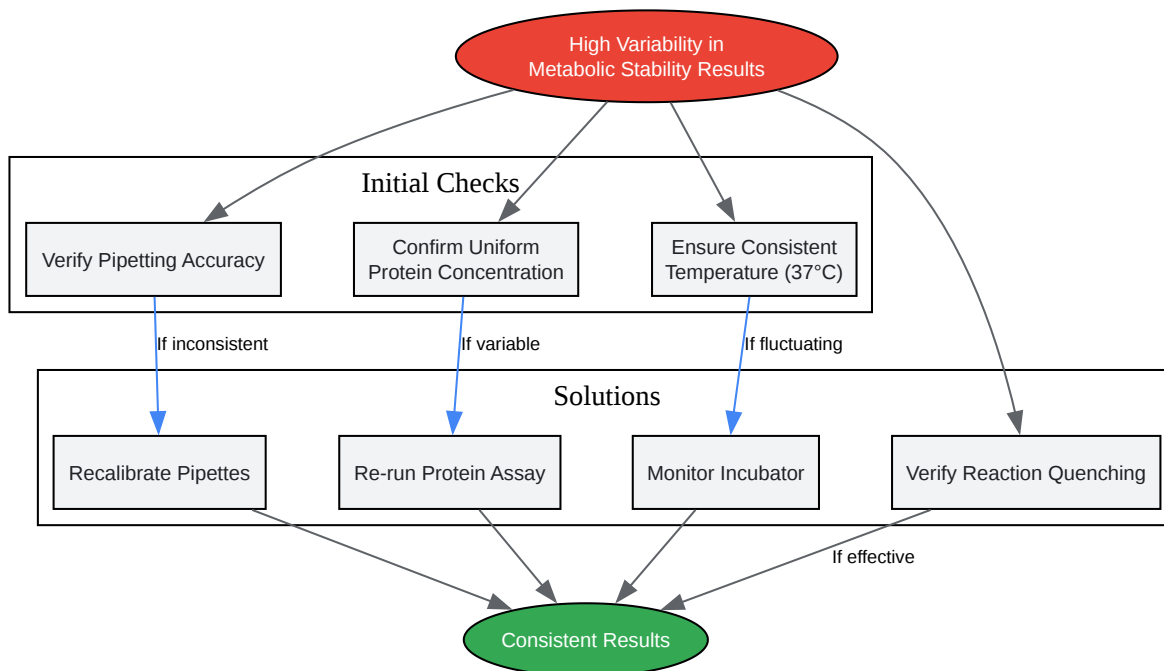 High Variability in
Metabolic Stability Results
Initial Checks
Verify Pipetting Accuracy
Confirm Uniform
Protein Concentration
Ensure Consistent
Temperature (37°C)
If inconsistent
If variable
If fluctuating
Solutions
Recalibrate Pipettes
Re-run Protein Assay
Monitor Incubator
Verify Reaction Quenching
If effective
Consistent Results